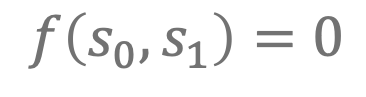 f(s₀, s₁) = 0